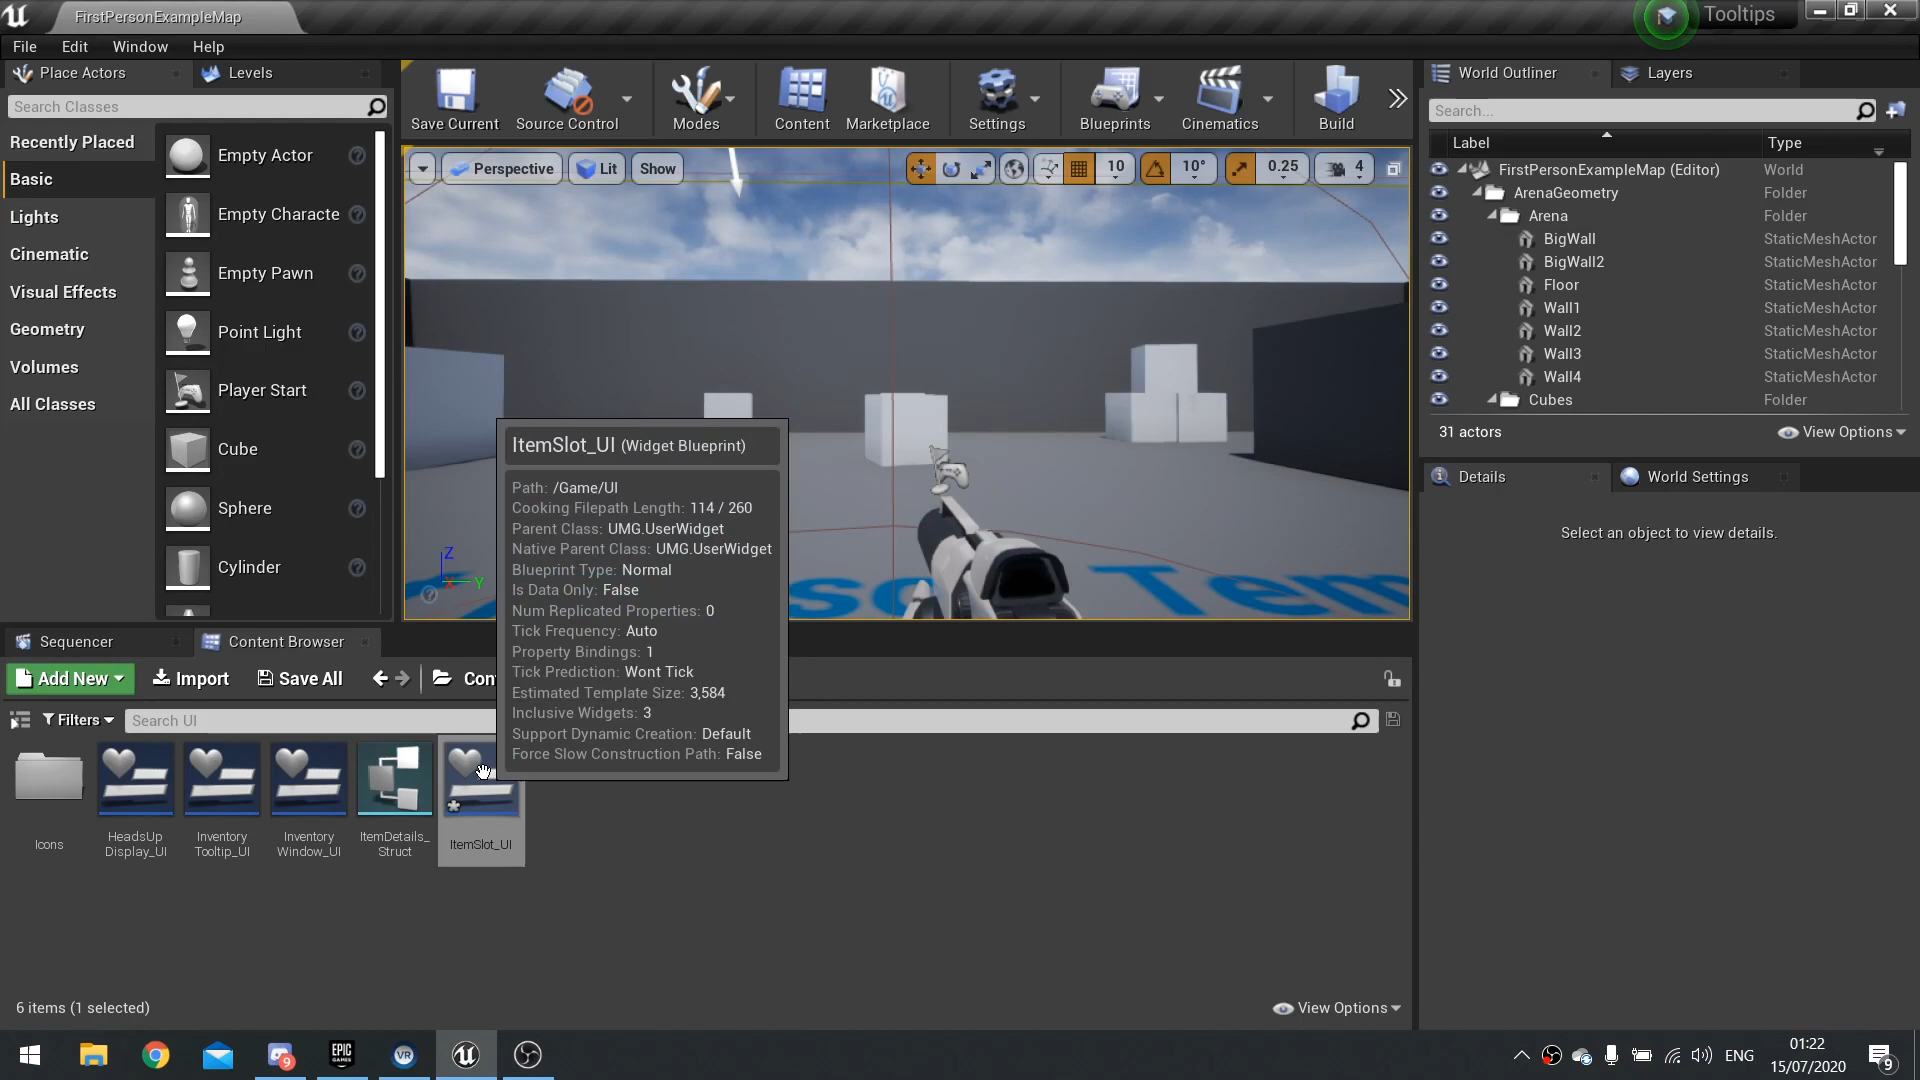 FirstPersonExampleMap
Tooltips
File Edit Window Help
Place Actors
Levels
Search Classes
Recently Placed
Basic
Lights
Cinematic
Visual Effects
Geometry
Volumes
All Classes
Empty Actor
Empty Characte
Empty Pawn
Point Light
Player Start
Cube
Sphere
Cylinder
Save Current
Source Control
Modes
Content
Marketplace
Settings
Blueprints
Cinematics
Build
Perspective
Lit
Show
10
10°
0.25
4
Z
Y
ItemSlot_UI (Widget Blueprint)
Path: /Game/UI
Cooking Filepath Length: 114 / 260
Parent Class: UMG.UserWidget
Native Parent Class: UMG.UserWidget
Blueprint Type: Normal
Is Data Only: False
Num Replicated Properties: 0
Tick Frequency: Auto
Property Bindings: 1
Tick Prediction: Wont Tick
Estimated Template Size: 3,584
Inclusive Widgets: 3
Support Dynamic Creation: Default
Force Slow Construction Path: False
World Outliner
Layers
Search...
Label
Type
FirstPersonExampleMap (Editor) World
ArenaGeometry Folder
Arena Folder
BigWall StaticMeshActor
BigWall2 StaticMeshActor
Floor StaticMeshActor
Wall1 StaticMeshActor
Wall2 StaticMeshActor
Wall3 StaticMeshActor
Wall4 StaticMeshActor
Cubes Folder
31 actors
View Options
Details
World Settings
Select an object to view details.
Sequencer
Content Browser
Add New
Import
Save All
Con
Filters
Search UI
Icons
HeadsUp
Display_UI
Inventory
Tooltip_UI
Inventory
Window_UI
ItemDetails_
Struct
ItemSlot_UI
6 items (1 selected)
View Options
9
EPIC
GAMES
VR
ENG
01:22
15/07/2020
9